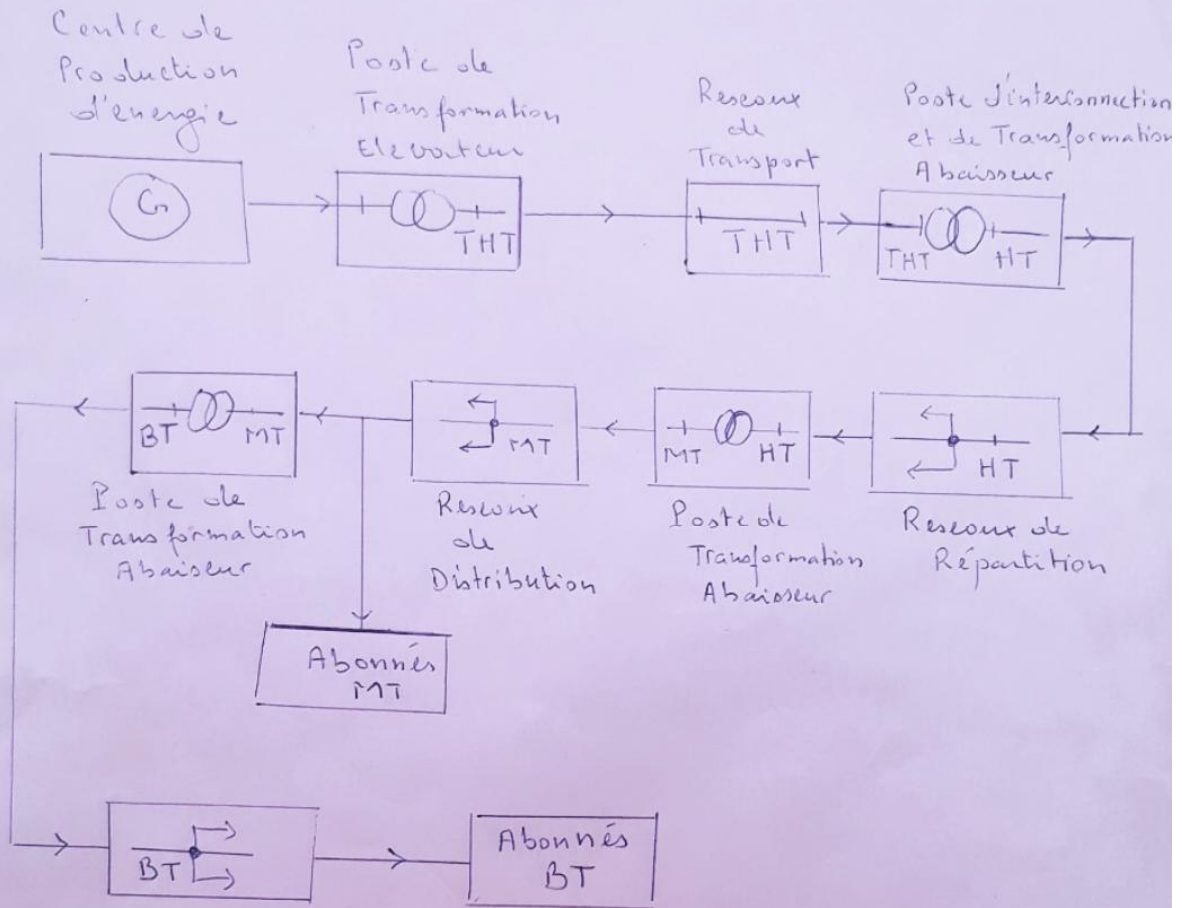 Centre de
Production
d'energie
G
Poste de
Transformation
Elevateur
THT
Reseaux
de
Transport
THT
Poste d'interconnection
et de Transformation
Abaisseur
THT HT
BT MT
Poste de
Transformation
Abaiseur
MT
Reseaux
de
Distribution
MT HT
Poste de
Transformation
Abaisseur
HT
Reseaux de
Répartition
Abonnés
MT
BT
Abonnés
BT